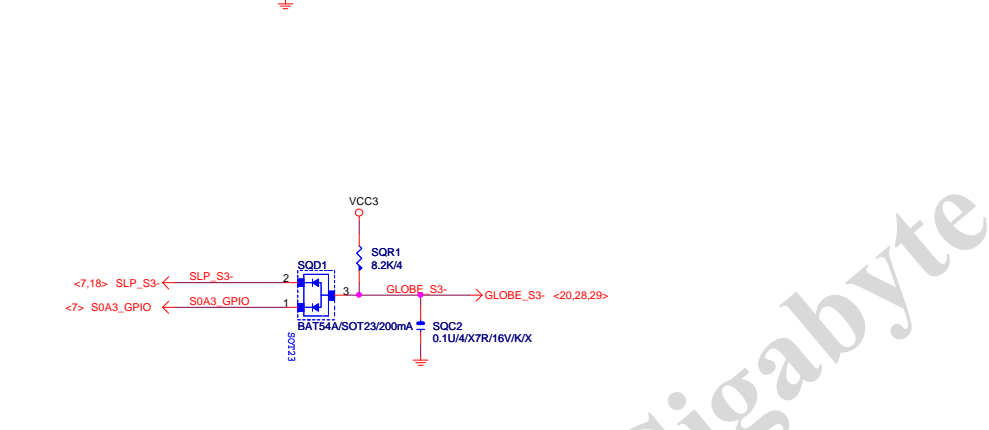 VCC3
SQR1
8.2K/4
SQD1
<7,18> SLP_S3- SLP_S3- 2
3 GLOBE_S3- GLOBE_S3- <20,28,29>
<7> S0A3_GPIO S0A3_GPIO 1
BAT54A/SOT23/200mA SQC2
0.1U/4/X7R/16V/K/X
SOT23
Gigabyte